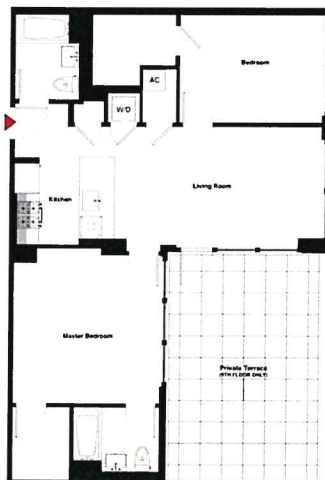 Bedroom
AC
W/D
Living Room
Kitchen
Master Bedroom
Private Terrace
(5TH FLOOR ONLY)